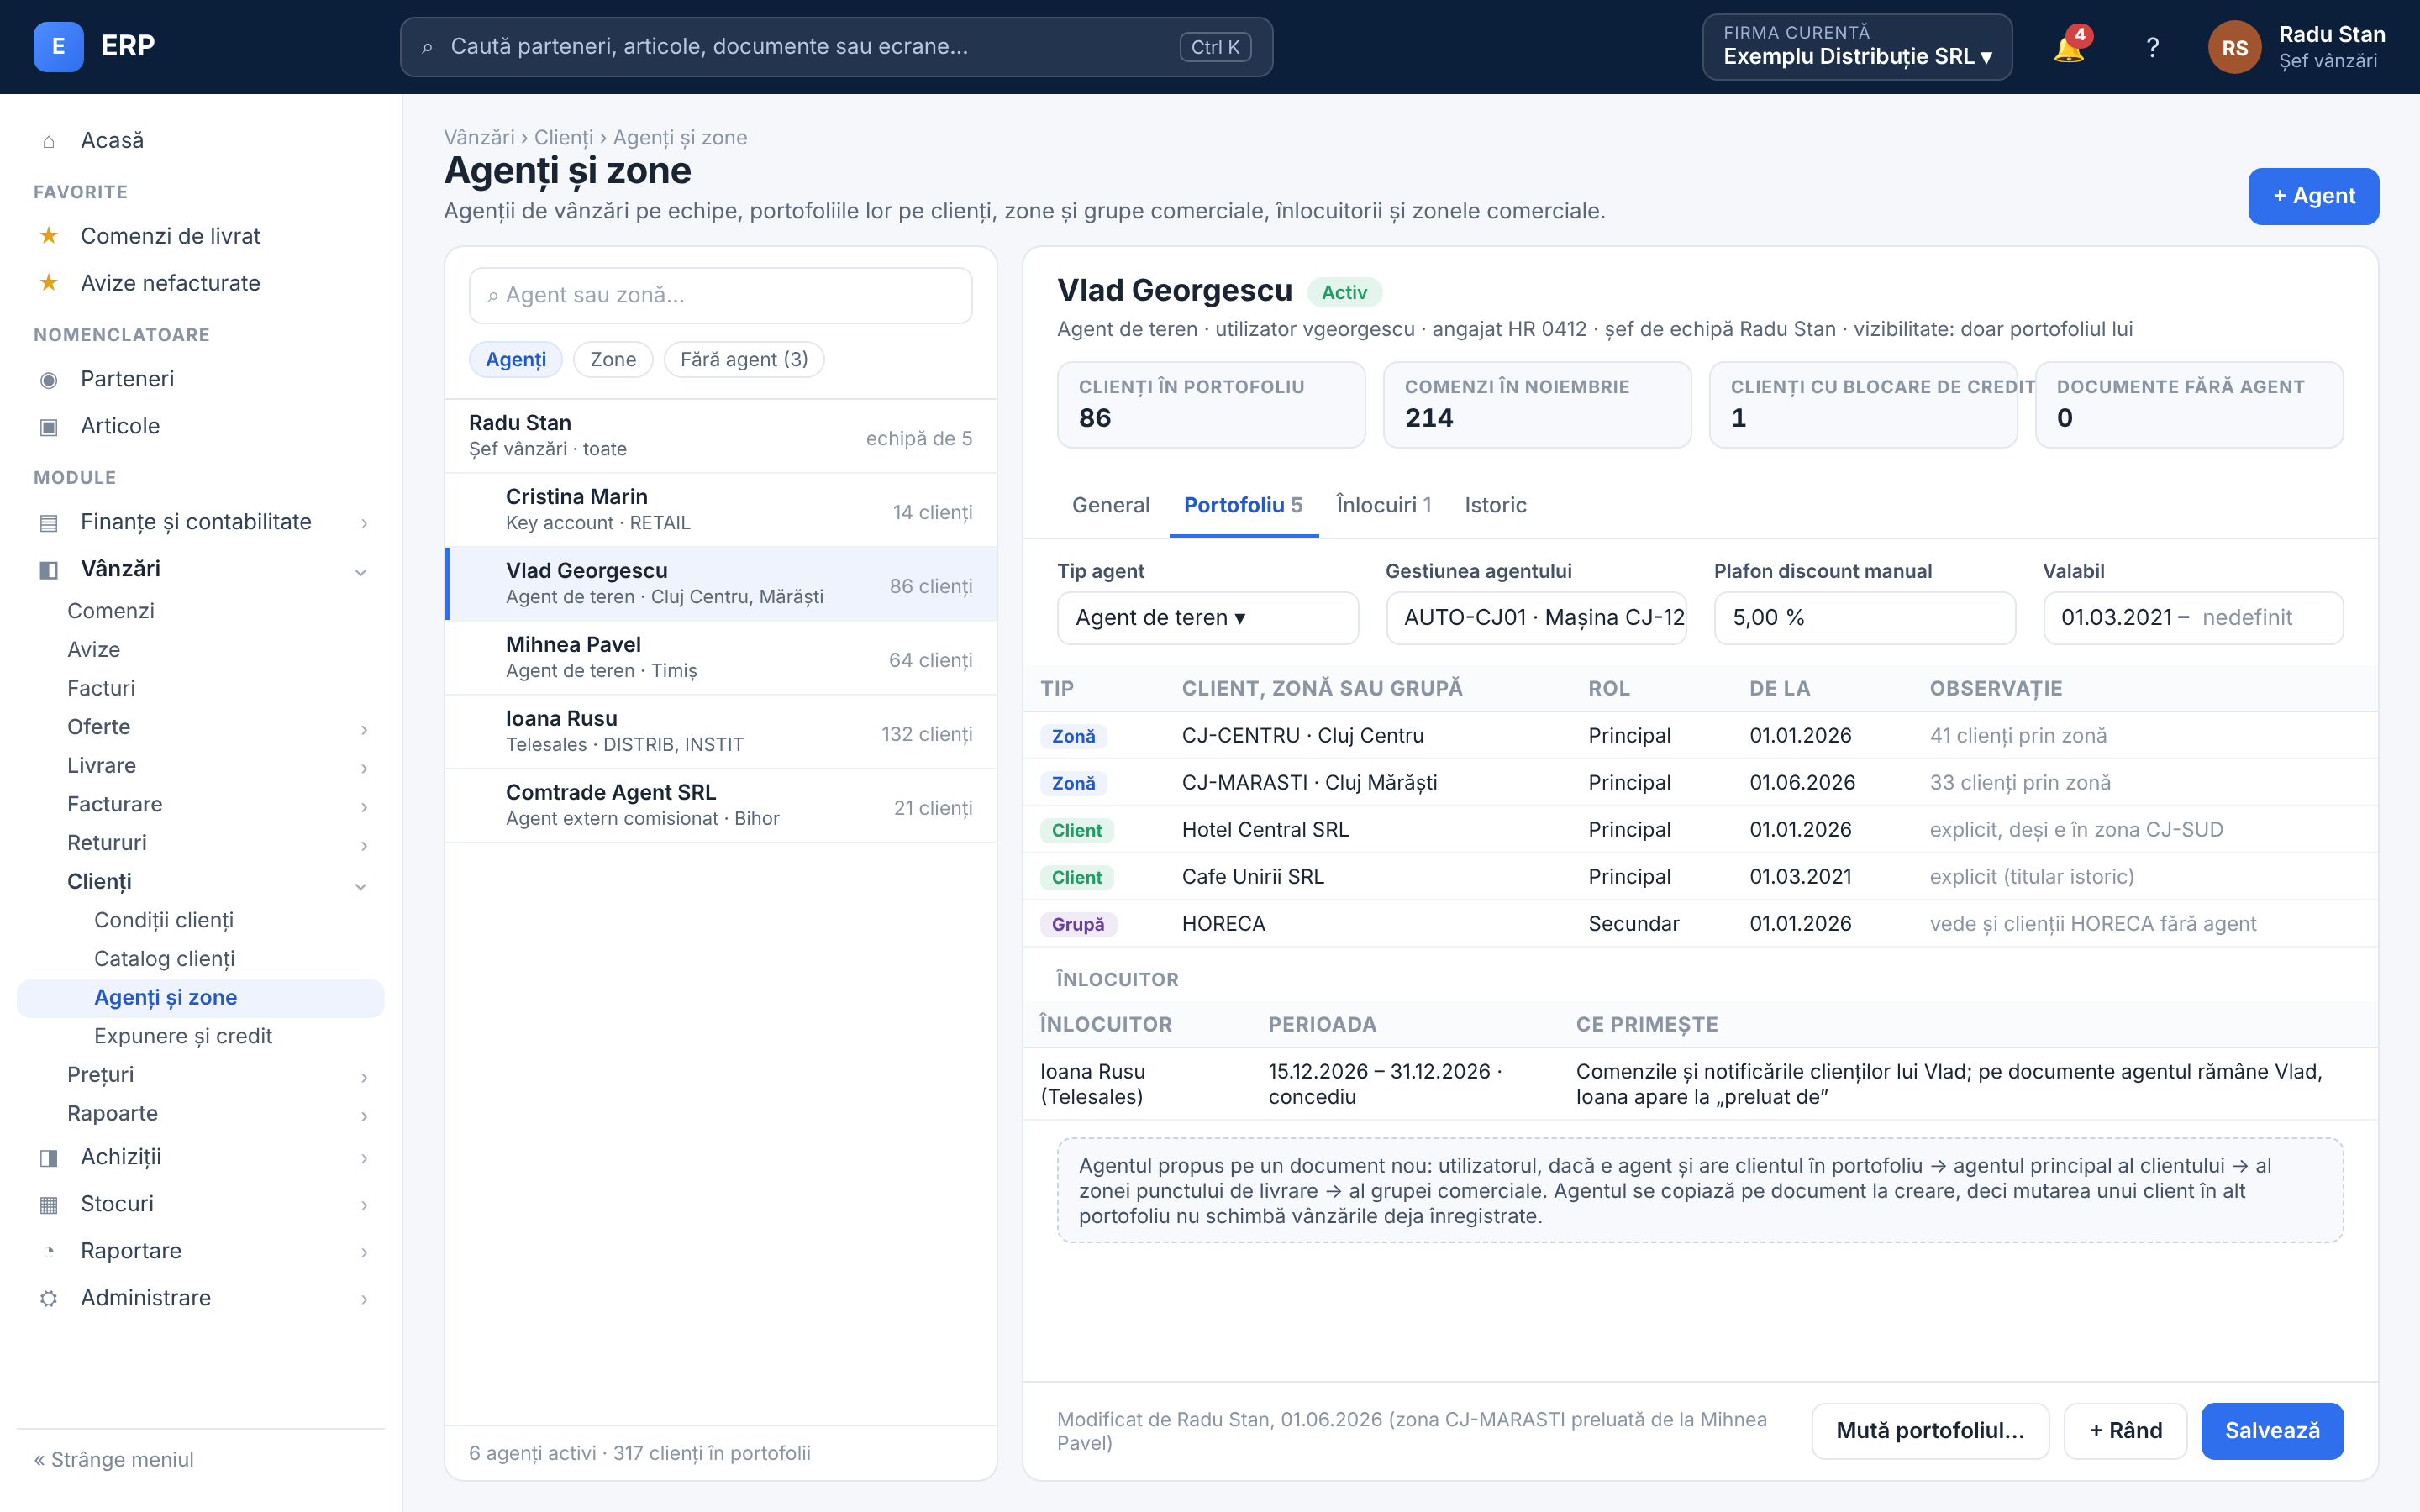 E ERP
Caută parteneri, articole, documente sau ecrane... Ctrl K
FIRMA CURENTĂ
Exemplu Distribuție SRL ▾
4
?
RS
Radu Stan
Șef vânzări
Acasă
FAVORITE
★ Comenzi de livrat
★ Avize nefacturate
NOMENCLATOARE
Parteneri
Articole
MODULE
Finanțe și contabilitate ›
Vânzări
Comenzi
Avize
Facturi
Oferte ›
Livrare ›
Facturare ›
Retururi ›
Clienți
Condiții clienți
Catalog clienți
Agenți și zone
Expunere și credit
Prețuri ›
Rapoarte ›
Achiziții ›
Stocuri ›
Raportare ›
Administrare ›
« Strânge meniul
Vânzări › Clienți › Agenți și zone
Agenți și zone
Agenții de vânzări pe echipe, portofoliile lor pe clienți, zone și grupe comerciale, înlocuitorii și zonele comerciale.
+ Agent
Agent sau zonă...
Agenți Zone Fără agent (3)
Radu Stan
Șef vânzări · toate
echipă de 5
Cristina Marin
Key account · RETAIL
14 clienți
Vlad Georgescu
Agent de teren · Cluj Centru, Mărăști
86 clienți
Mihnea Pavel
Agent de teren · Timiș
64 clienți
Ioana Rusu
Telesales · DISTRIB, INSTIT
132 clienți
Comtrade Agent SRL
Agent extern comisionat · Bihor
21 clienți
6 agenți activi · 317 clienți în portofolii
Vlad Georgescu Activ
Agent de teren · utilizator vgeorgescu · angajat HR 0412 · șef de echipă Radu Stan · vizibilitate: doar portofoliul lui
CLIENȚI ÎN PORTOFOLIU
86
COMENZI ÎN NOIEMBRIE
214
CLIENȚI CU BLOCARE DE CREDIT
1
DOCUMENTE FĂRĂ AGENT
0
General Portofoliu 5 Înlocuiri 1 Istoric
Tip agent Gestiunea agentului Plafon discount manual Valabil
Agent de teren ▾ AUTO-CJ01 · Mașina CJ-12 5,00 % 01.03.2021 – nedefinit
TIP CLIENT, ZONĂ SAU GRUPĂ ROL DE LA OBSERVAȚIE
Zonă CJ-CENTRU · Cluj Centru Principal 01.01.2026 41 clienți prin zonă
Zonă CJ-MARASTI · Cluj Mărăști Principal 01.06.2026 33 clienți prin zonă
Client Hotel Central SRL Principal 01.01.2026 explicit, deși e în zona CJ-SUD
Client Cafe Unirii SRL Principal 01.03.2021 explicit (titular istoric)
Grupă HORECA Secundar 01.01.2026 vede și clienții HORECA fără agent
ÎNLOCUITOR
ÎNLOCUITOR PERIOADA CE PRIMEȘTE
Ioana Rusu 15.12.2026 – 31.12.2026 · Comenzile și notificările clienților lui Vlad; pe documente agentul rămâne Vlad,
(Telesales) concediu Ioana apare la „preluat de”
Agentul propus pe un document nou: utilizatorul, dacă e agent și are clientul în portofoliu → agentul principal al clientului → al
zonei punctului de livrare → al grupei comerciale. Agentul se copiază pe document la creare, deci mutarea unui client în alt
portofoliu nu schimbă vânzările deja înregistrate.
Modificat de Radu Stan, 01.06.2026 (zona CJ-MARASTI preluată de la Mihnea
Pavel)
Mută portofoliul... + Rând Salvează